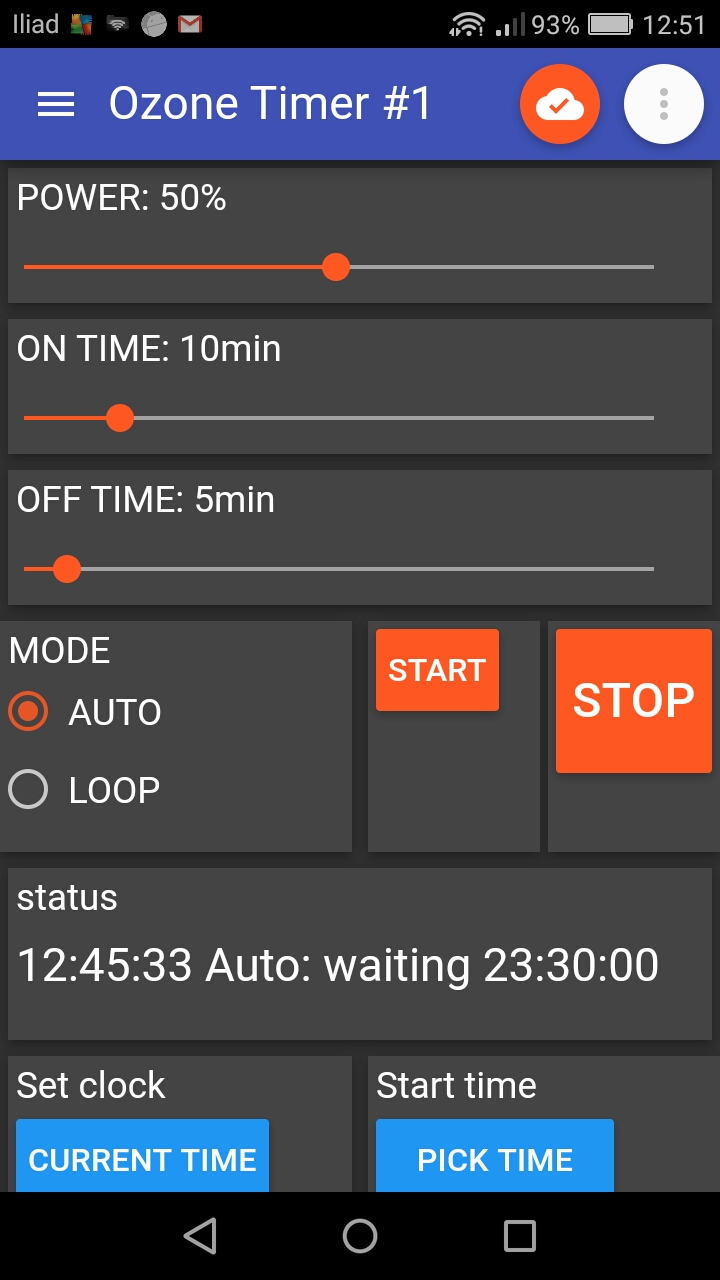 Iliad 93% 12:51
Ozone Timer #1
POWER: 50%
ON TIME: 10min
OFF TIME: 5min
MODE
AUTO
LOOP
START
STOP
status
12:45:33 Auto: waiting 23:30:00
Set clock
CURRENT TIME
Start time
PICK TIME